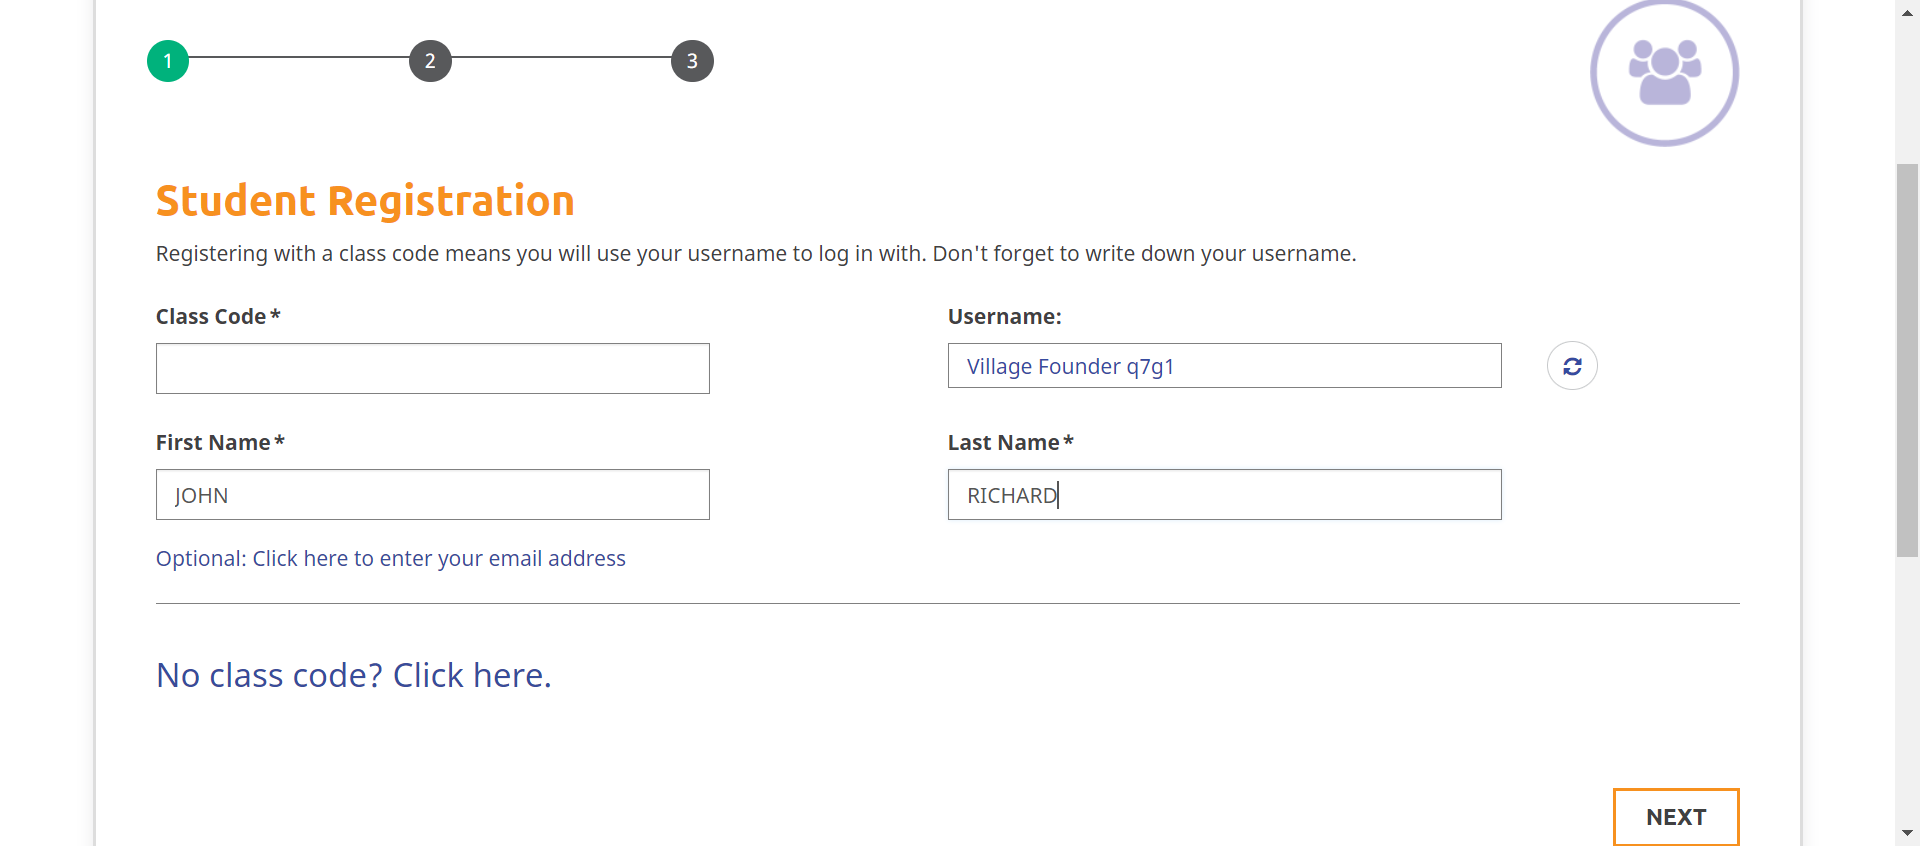 1 2 3
Student Registration
Registering with a class code means you will use your username to log in with. Don't forget to write down your username.
Class Code*
Username:
Village Founder q7g1
First Name*
Last Name*
JOHN
RICHARD
Optional: Click here to enter your email address
No class code? Click here.
NEXT